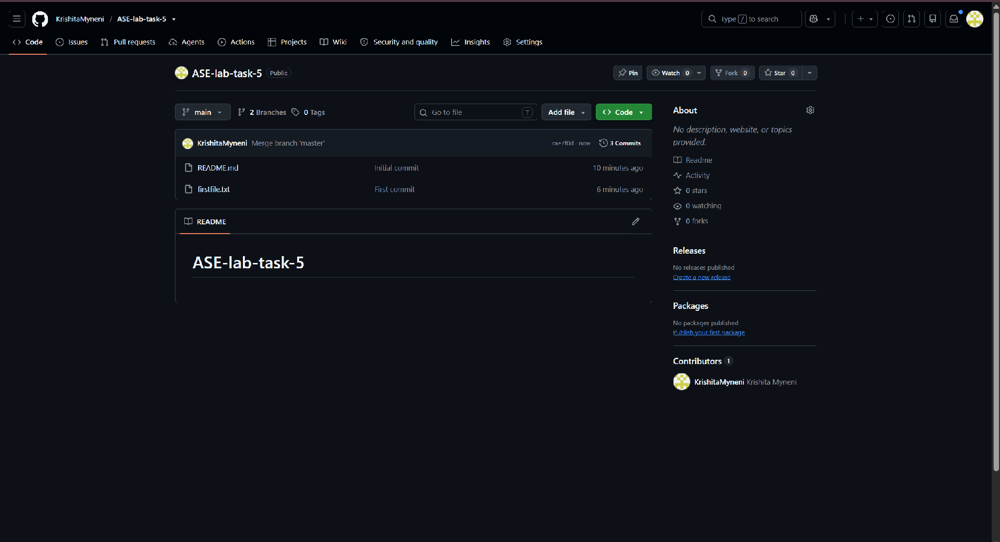 KrishitaMyneni / ASE-lab-task-5
Type / to search
Code Issues Pull requests Agents Actions Projects Wiki Security and quality Insights Settings
ASE-lab-task-5 Public
Pin Watch 0 Fork 0 Star 0
main 2 Branches 0 Tags Go to file T Add file Code
KrishitaMyneni Merge branch 'master' cae7f0d · now 3 Commits
README.md Initial commit 10 minutes ago
firstfile.txt First commit 6 minutes ago
README
ASE-lab-task-5
About
No description, website, or topics
provided.
Readme
Activity
0 stars
0 watching
0 forks
Releases
No releases published
Create a new release
Packages
No packages published
Publish your first package
Contributors 1
KrishitaMyneni Krishita Myneni